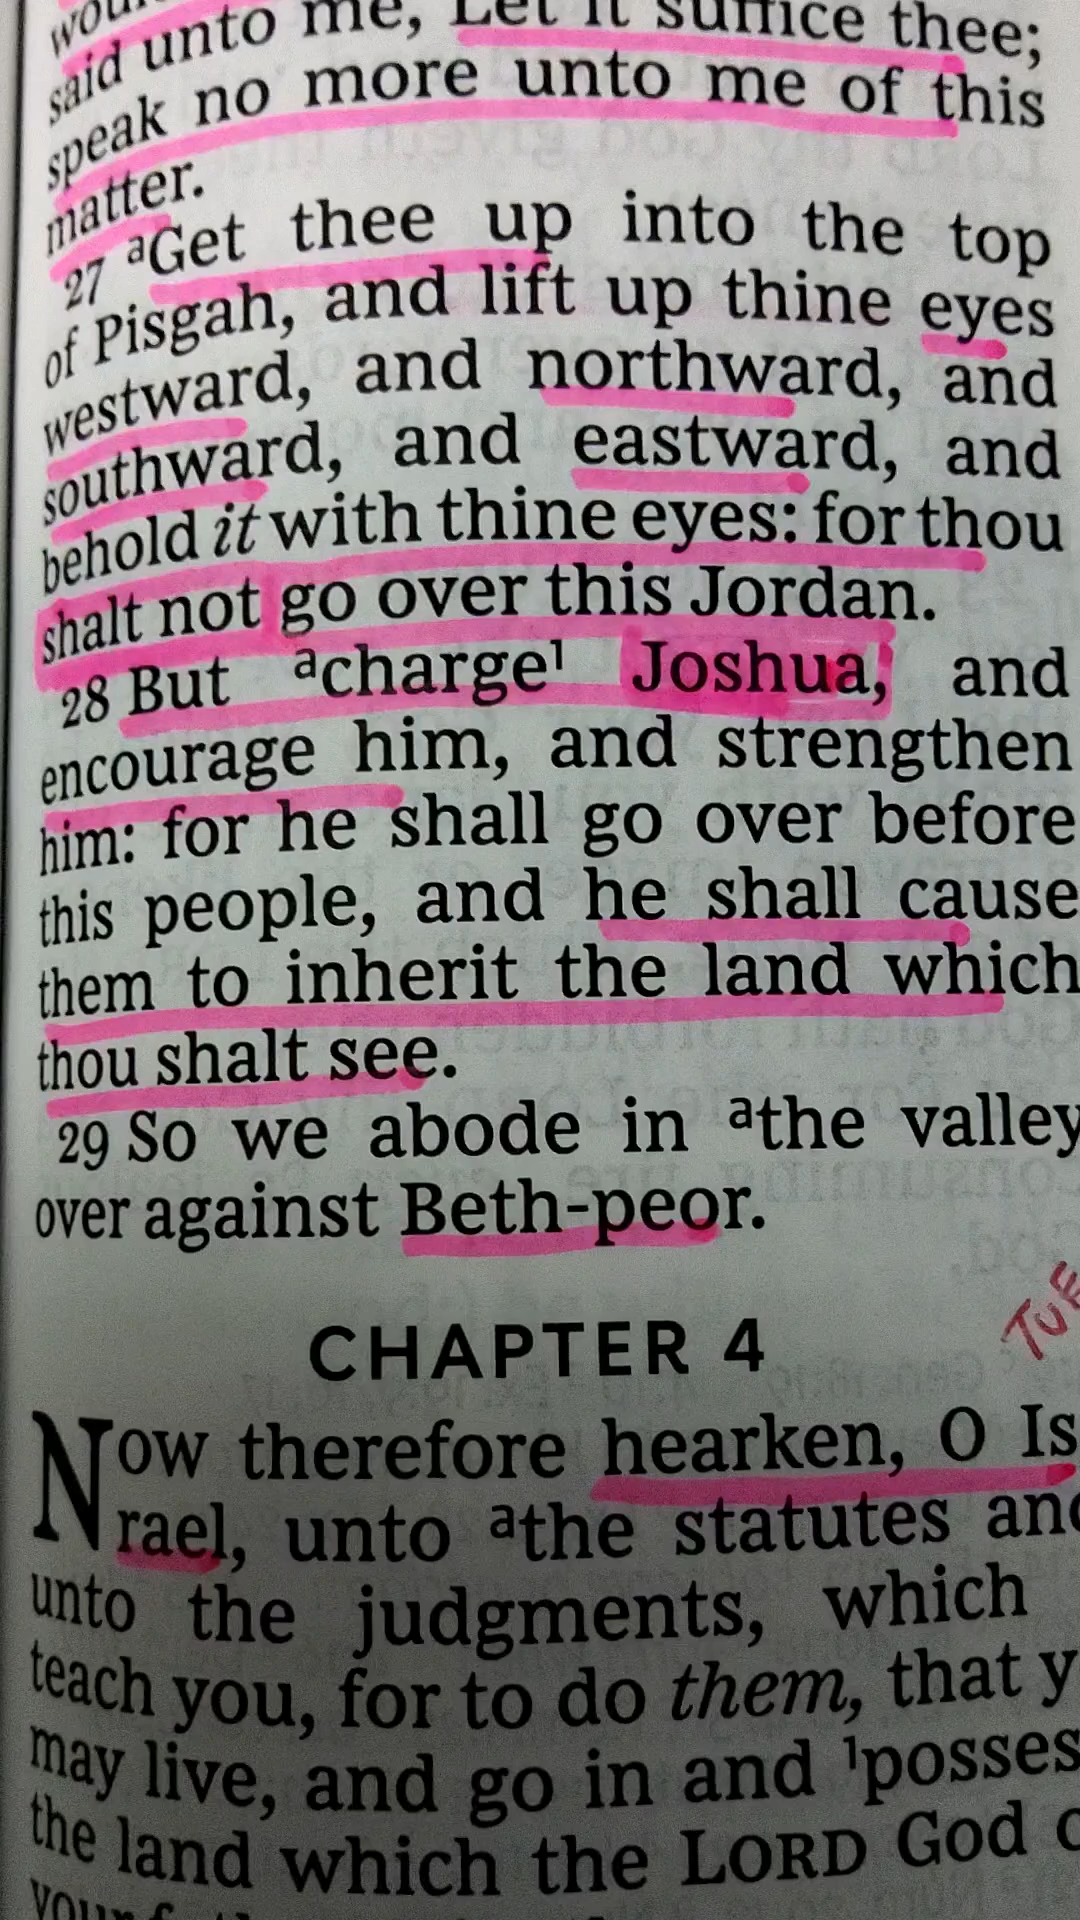 said unto me, Let it suffice thee;
speak no more unto me of this
matter.
27 ªGet thee up into the top
of Pisgah, and lift up thine eyes
westward, and northward, and
southward, and eastward, and
behold it with thine eyes: for thou
shalt not go over this Jordan.
28 But ªcharge¹ Joshua, and
encourage him, and strengthen
him: for he shall go over before
this people, and he shall cause
them to inherit the land which
thou shalt see.
29 So we abode in ªthe valley
over against Beth-peor.
TUE
CHAPTER 4
Now therefore hearken, O Is
rael, unto ªthe statutes and
unto the judgments, which
teach you, for to do them, that y
may live, and go in and ¹posses
the land which the LORD God o